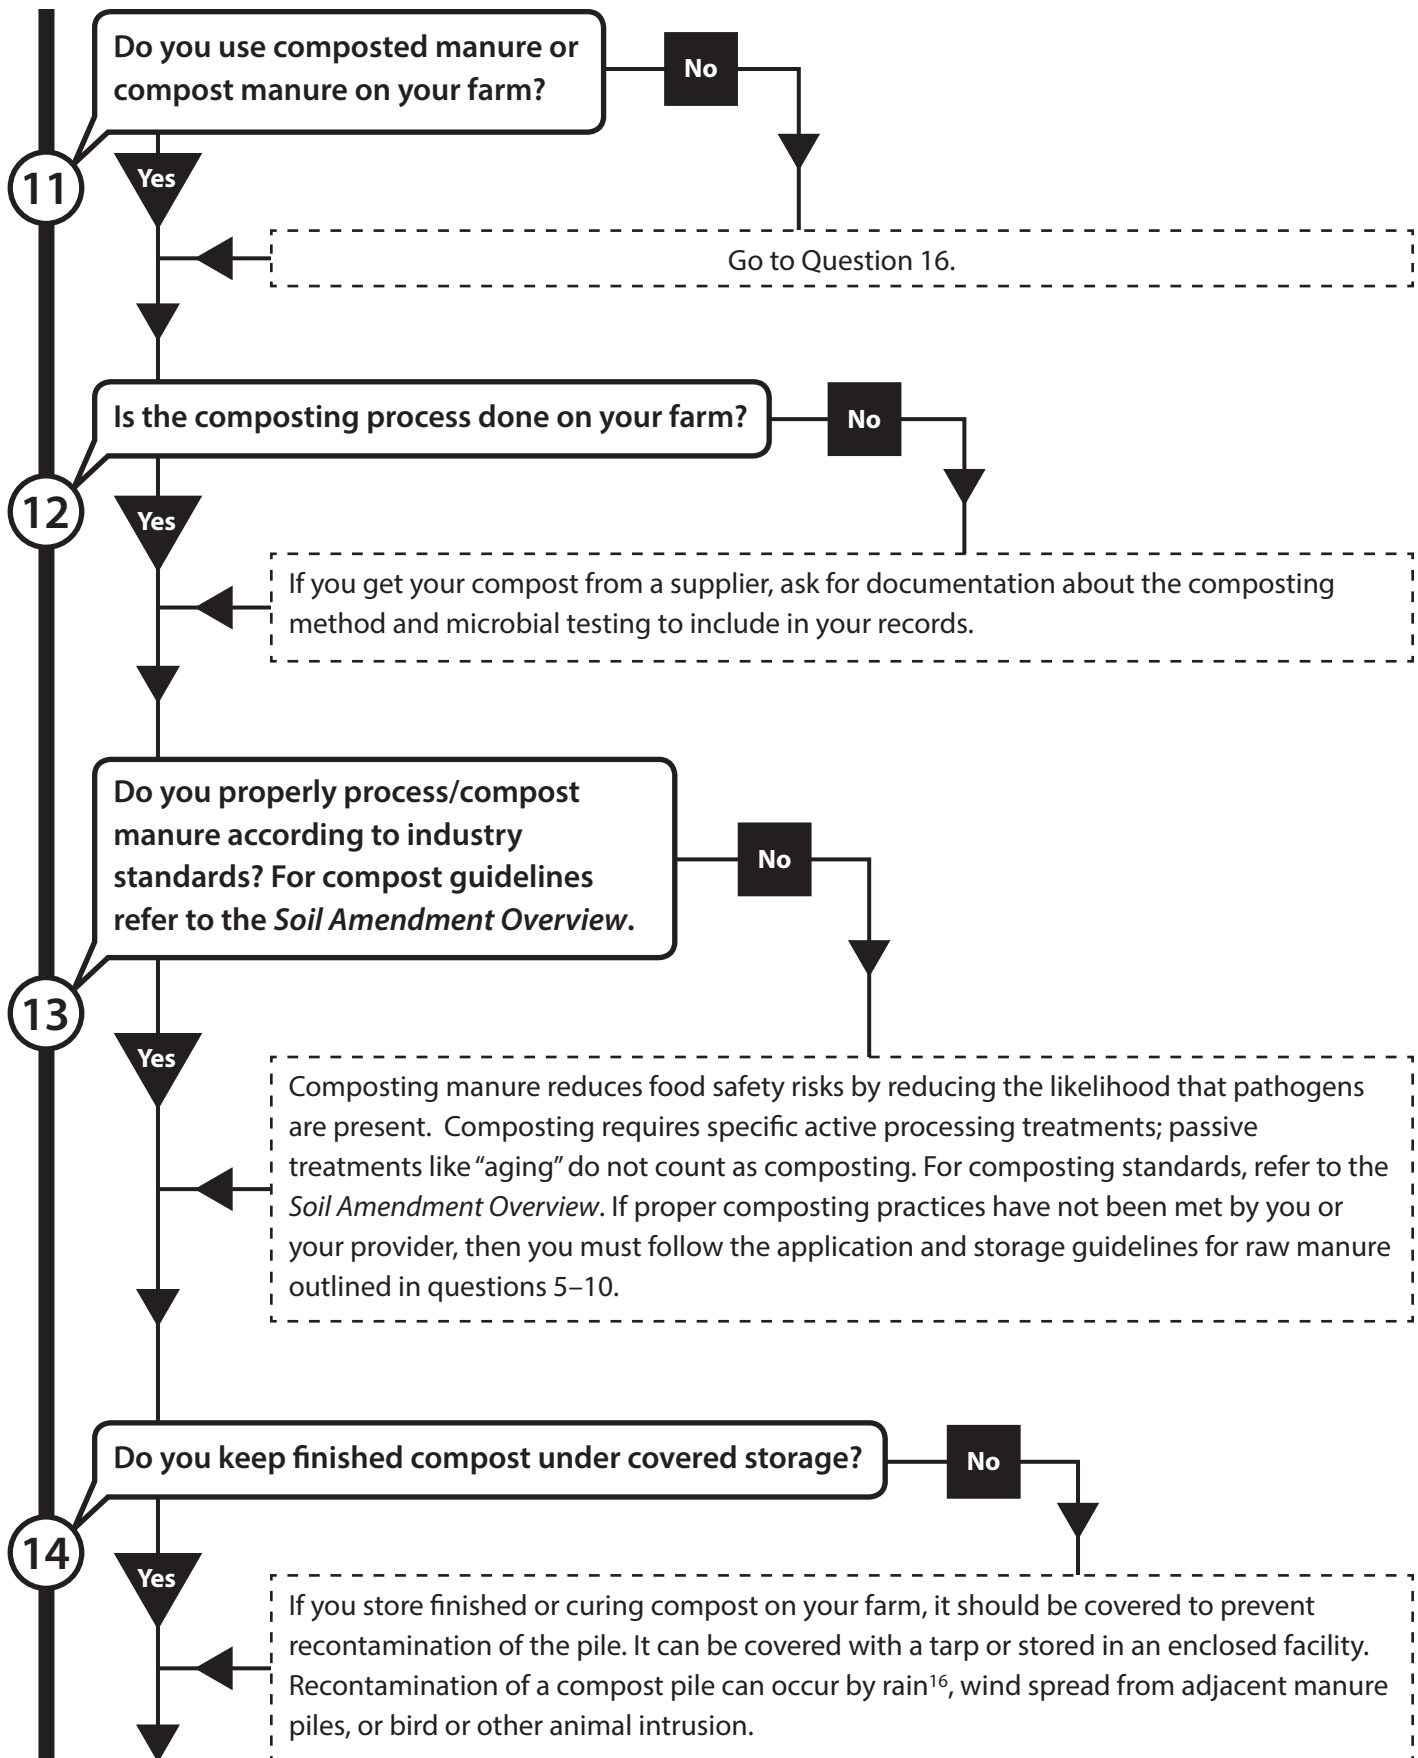 Do you use composted manure or
compost manure on your farm?
No
11
Yes
Go to Question 16.
Is the composting process done on your farm?
No
12
Yes
If you get your compost from a supplier, ask for documentation about the composting
method and microbial testing to include in your records.
Do you properly process/compost
manure according to industry
standards? For compost guidelines
refer to the Soil Amendment Overview.
No
13
Yes
Composting manure reduces food safety risks by reducing the likelihood that pathogens
are present.  Composting requires specific active processing treatments; passive
treatments like “aging” do not count as composting. For composting standards, refer to the
Soil Amendment Overview. If proper composting practices have not been met by you or
your provider, then you must follow the application and storage guidelines for raw manure
outlined in questions 5–10.
Do you keep finished compost under covered storage?
No
14
Yes
If you store finished or curing compost on your farm, it should be covered to prevent
recontamination of the pile. It can be covered with a tarp or stored in an enclosed facility.
Recontamination of a compost pile can occur by rain¹⁶, wind spread from adjacent manure
piles, or bird or other animal intrusion.